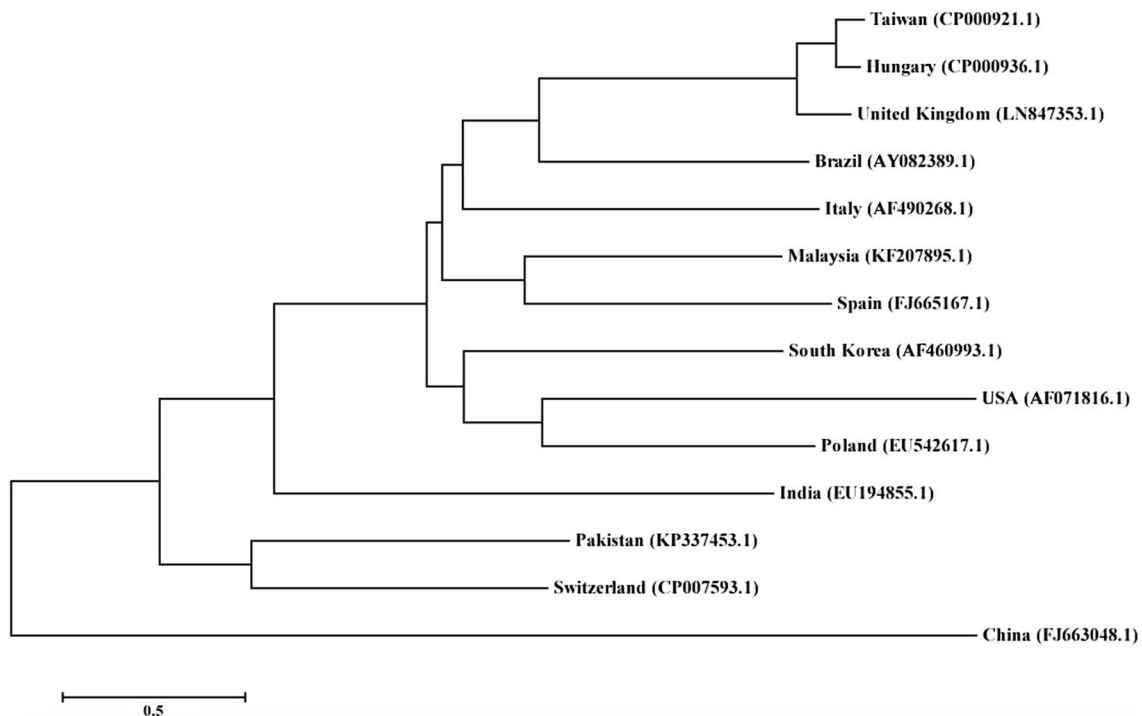 Taiwan (CP000921.1)
Hungary (CP000936.1)
United Kingdom (LN847353.1)
Brazil (AY082389.1)
Italy (AF490268.1)
Malaysia (KF207895.1)
Spain (FJ665167.1)
South Korea (AF460993.1)
USA (AF071816.1)
Poland (EU542617.1)
India (EU194855.1)
Pakistan (KP337453.1)
Switzerland (CP007593.1)
China (FJ663048.1)
0.5